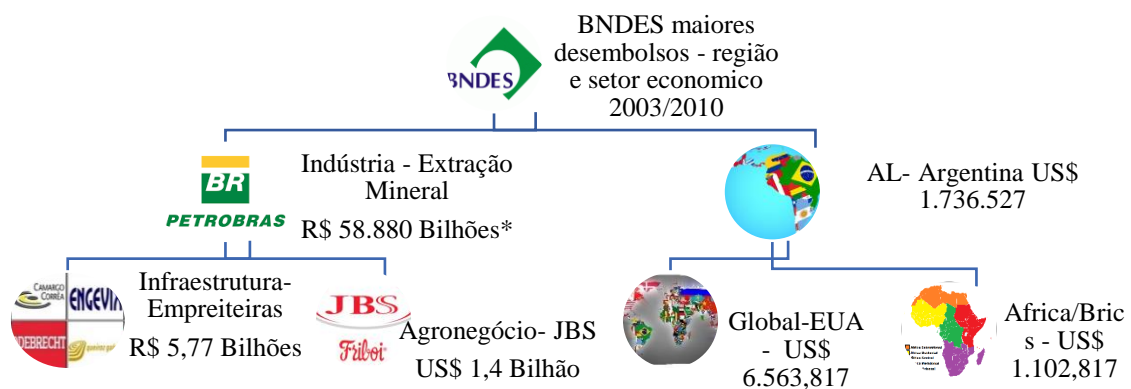 BNDES maiores
desembolsos - região
e setor economico
2003/2010
BNDES
BR
PETROBRAS
Indústria - Extração
Mineral
R$ 58.880 Bilhões*
AL- Argentina US$
1.736.527
CAMARGO
CORRÊA
ENGEVIX
ODEBRECHT
Infraestrutura-
Empreiteiras
R$ 5,77 Bilhões
JBS
Friboi
Agronegócio- JBS
US$ 1,4 Bilhão
Global-EUA
- US$
6.563,817
Africa/Bric
s - US$
1.102,817